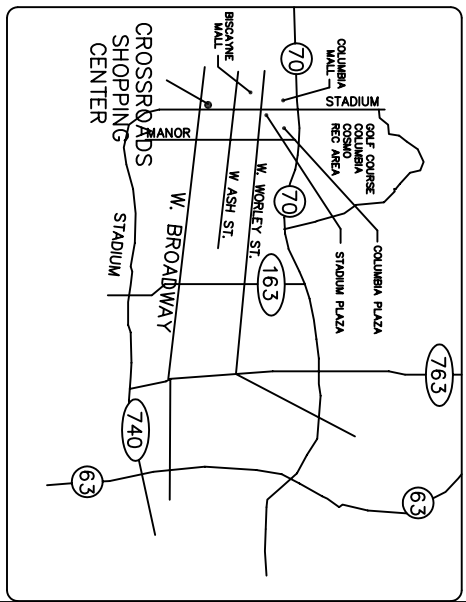 BISCAYNE
MALL
COLUMBIA
MALL
70
STADIUM
GOLF COURSE
COLUMBIA
COSMO
REC AREA
CROSSROADS
SHOPPING
CENTER
MANOR
W. WORLEY ST.
W ASH ST.
70
COLUMBIA PLAZA
STADIUM PLAZA
W. BROADWAY
STADIUM
163
763
740
63
63